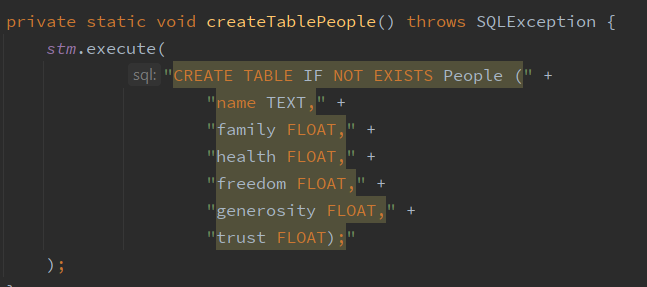 private static void createTablePeople() throws SQLException {
stm.execute(
sql: "CREATE TABLE IF NOT EXISTS People (" +
"name TEXT," +
"family FLOAT," +
"health FLOAT," +
"freedom FLOAT," +
"generosity FLOAT," +
"trust FLOAT);"
);